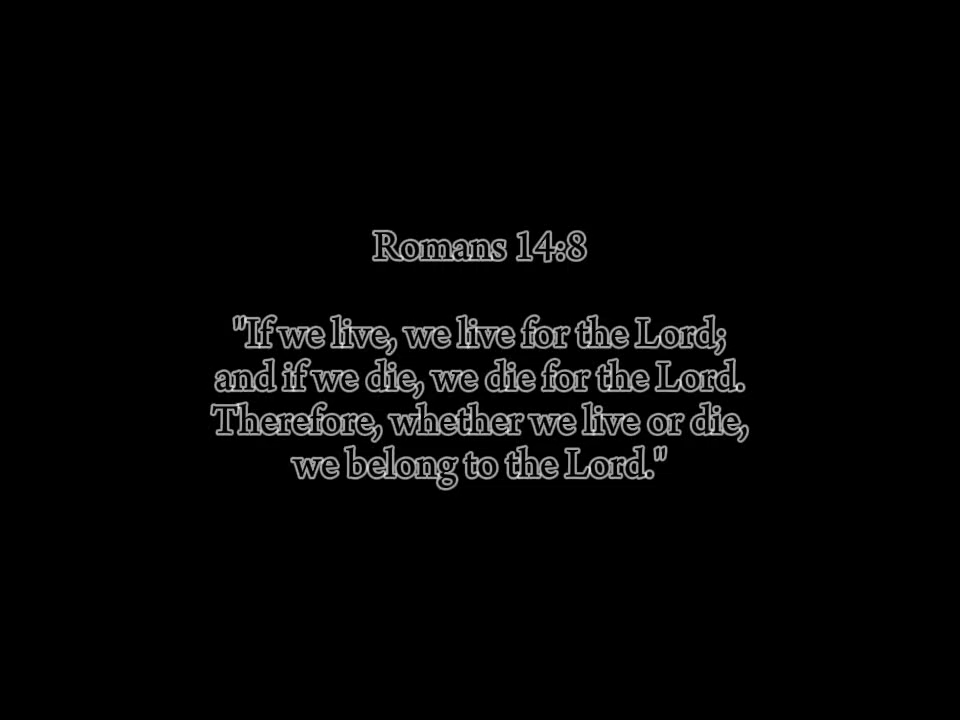 Romans 14:8
"If we live, we live for the Lord;
and if we die, we die for the Lord.
Therefore, whether we live or die,
we belong to the Lord."